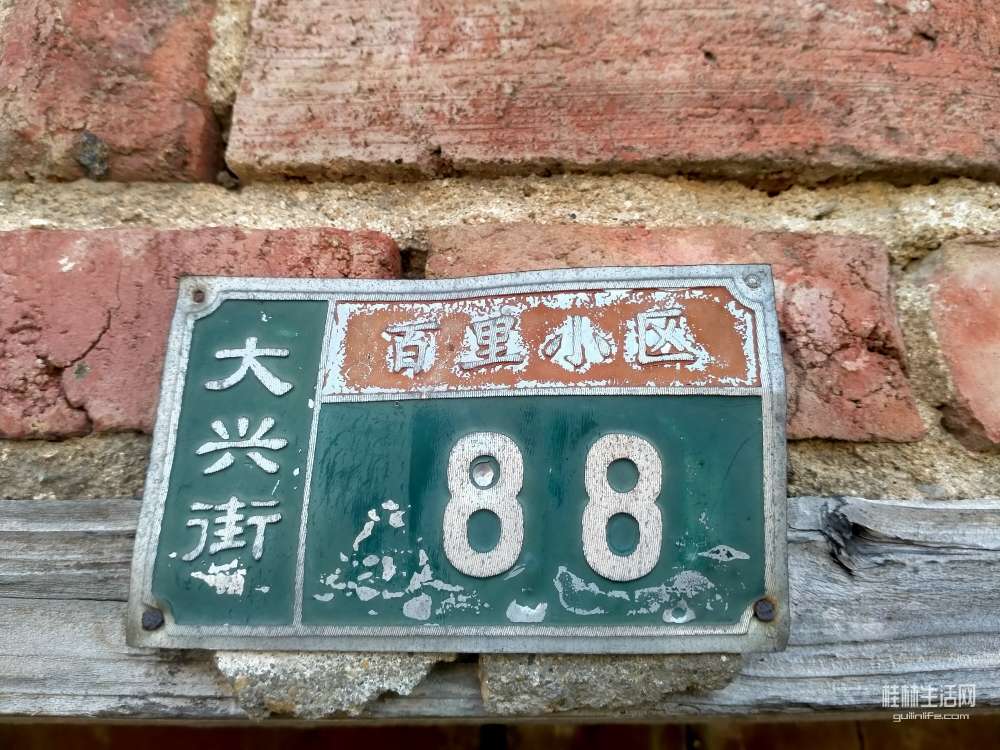 百里小区
大兴街
88
桂林生活网
guilinlife.com